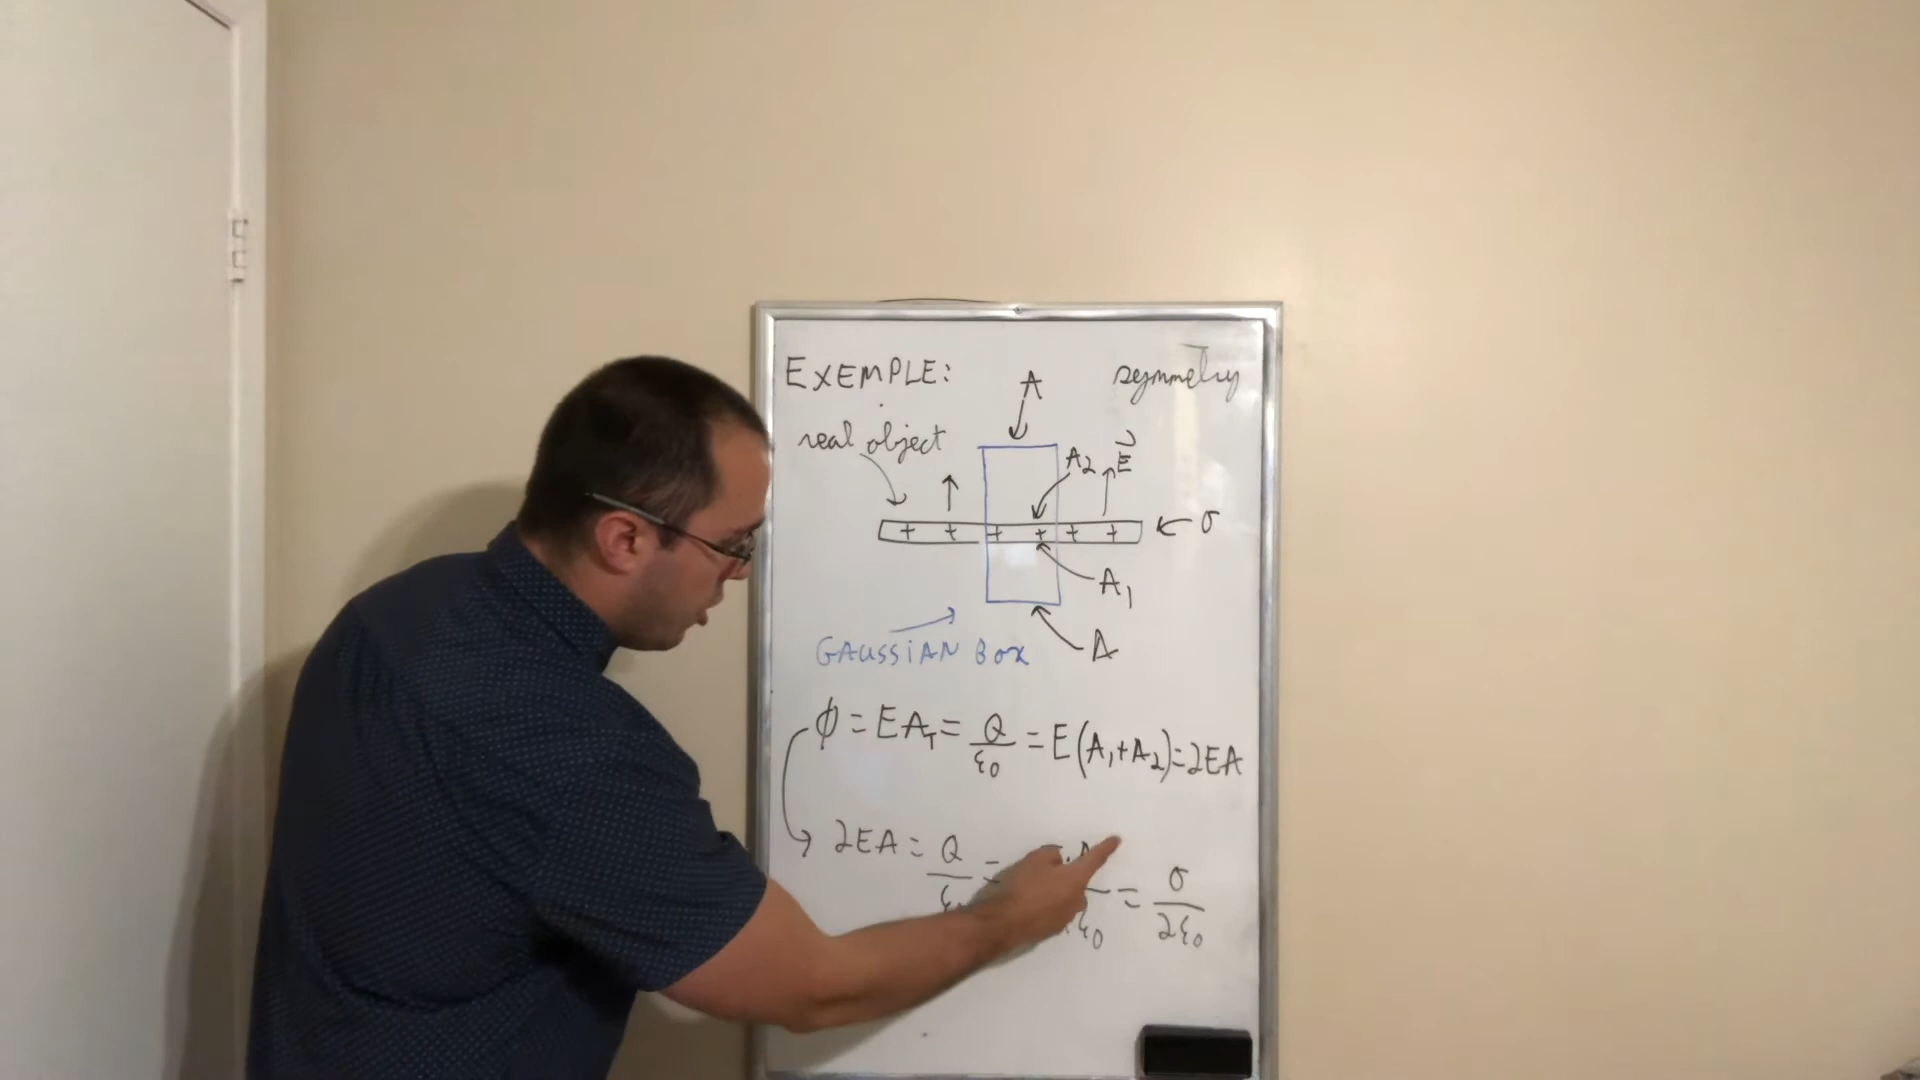 EXEMPLE:
A
symmetry
real object
A2
E⃗
+ + + + + +
σ
A1
GAUSSIAN BOX
A
ϕ = EA_T = Q/ε0 = E(A1+A2) = 2EA
2EA = Q/ε0 = = σ/2ε0